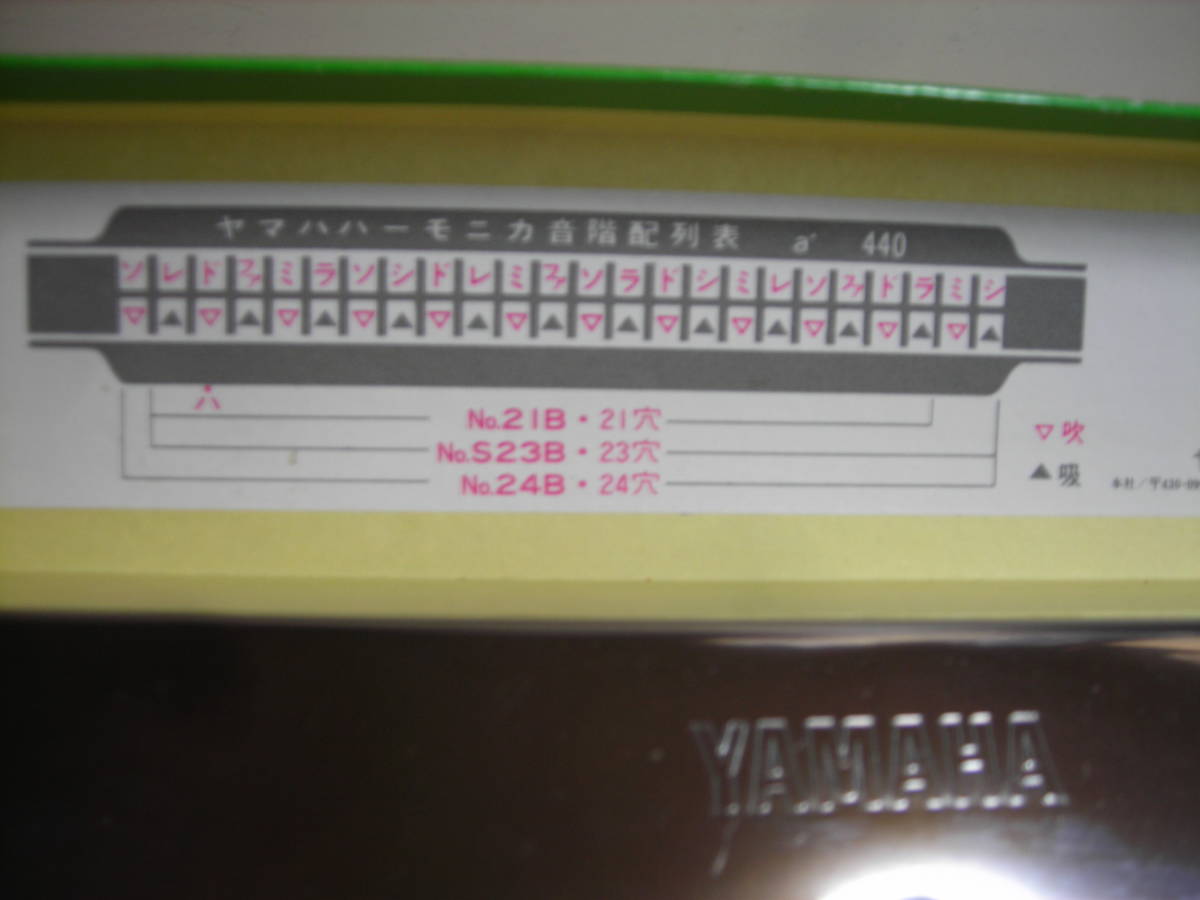 ヤマハハーモニカ音階配列表 a′ 440
ソ レ ド ファ ミ ラ ソ シ ド レ ミ ファ ソ ラ ド シ ミ レ ソ ファ ド ラ ミ シ
▽ ▲ ▽ ▲ ▽ ▲ ▽ ▲ ▽ ▲ ▽ ▲ ▽ ▲ ▽ ▲ ▽ ▲ ▽ ▲ ▽ ▲ ▽ ▲
No.21B・21穴
No.S23B・23穴
No.24B・24穴
▽吹
▲吸
本社/〒430-
YAMAHA